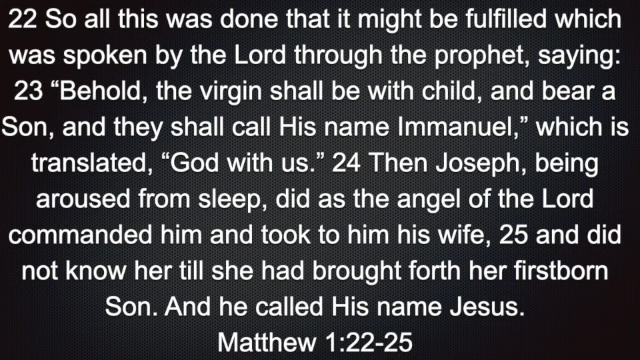 22 So all this was done that it might be fulfilled which
was spoken by the Lord through the prophet, saying:
23 “Behold, the virgin shall be with child, and bear a
Son, and they shall call His name Immanuel,” which is
translated, “God with us.” 24 Then Joseph, being
aroused from sleep, did as the angel of the Lord
commanded him and took to him his wife, 25 and did
not know her till she had brought forth her firstborn
Son. And he called His name Jesus.
Matthew 1:22-25